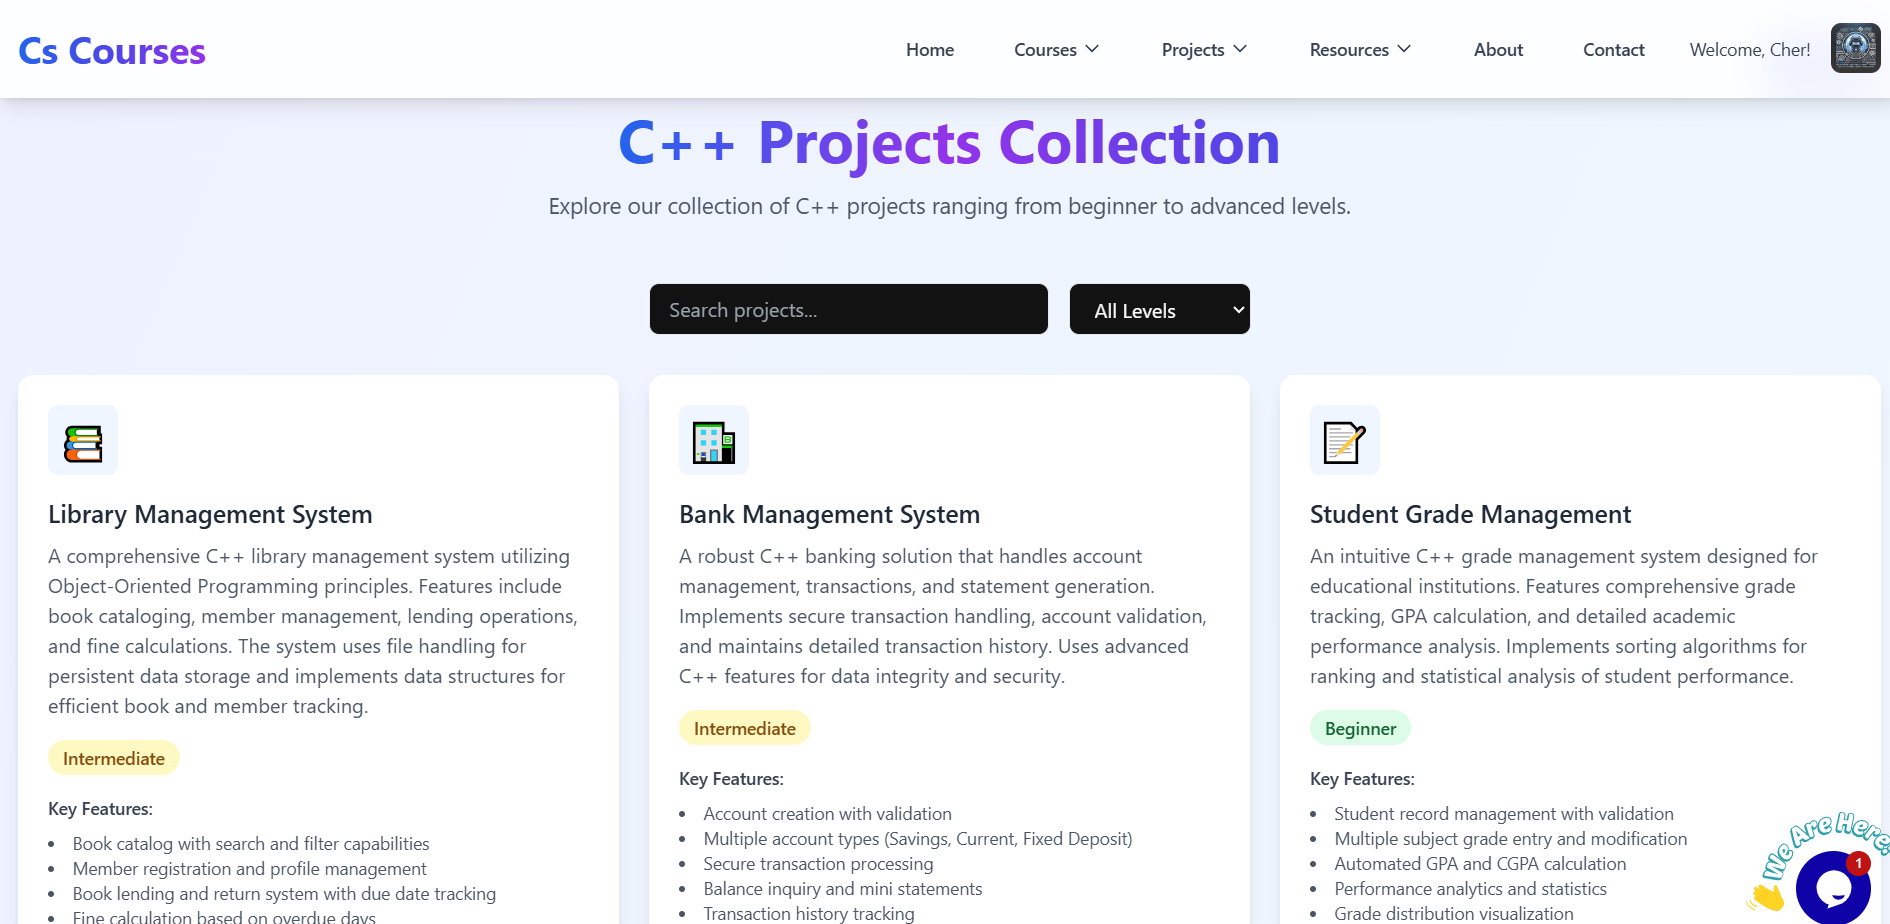 Cs Courses
Home
Courses
Projects
Resources
About
Contact
Welcome, Cher!
C++ Projects Collection
Explore our collection of C++ projects ranging from beginner to advanced levels.
Search projects...
All Levels
Library Management System
A comprehensive C++ library management system utilizing
Object-Oriented Programming principles. Features include
book cataloging, member management, lending operations,
and fine calculations. The system uses file handling for
persistent data storage and implements data structures for
efficient book and member tracking.
Intermediate
Key Features:
• Book catalog with search and filter capabilities
• Member registration and profile management
• Book lending and return system with due date tracking
• Fine calculation based on overdue days
Bank Management System
A robust C++ banking solution that handles account
management, transactions, and statement generation.
Implements secure transaction handling, account validation,
and maintains detailed transaction history. Uses advanced
C++ features for data integrity and security.
Intermediate
Key Features:
• Account creation with validation
• Multiple account types (Savings, Current, Fixed Deposit)
• Secure transaction processing
• Balance inquiry and mini statements
• Transaction history tracking
Student Grade Management
An intuitive C++ grade management system designed for
educational institutions. Features comprehensive grade
tracking, GPA calculation, and detailed academic
performance analysis. Implements sorting algorithms for
ranking and statistical analysis of student performance.
Beginner
Key Features:
• Student record management with validation
• Multiple subject grade entry and modification
• Automated GPA and CGPA calculation
• Performance analytics and statistics
• Grade distribution visualization
We Are Here!
1